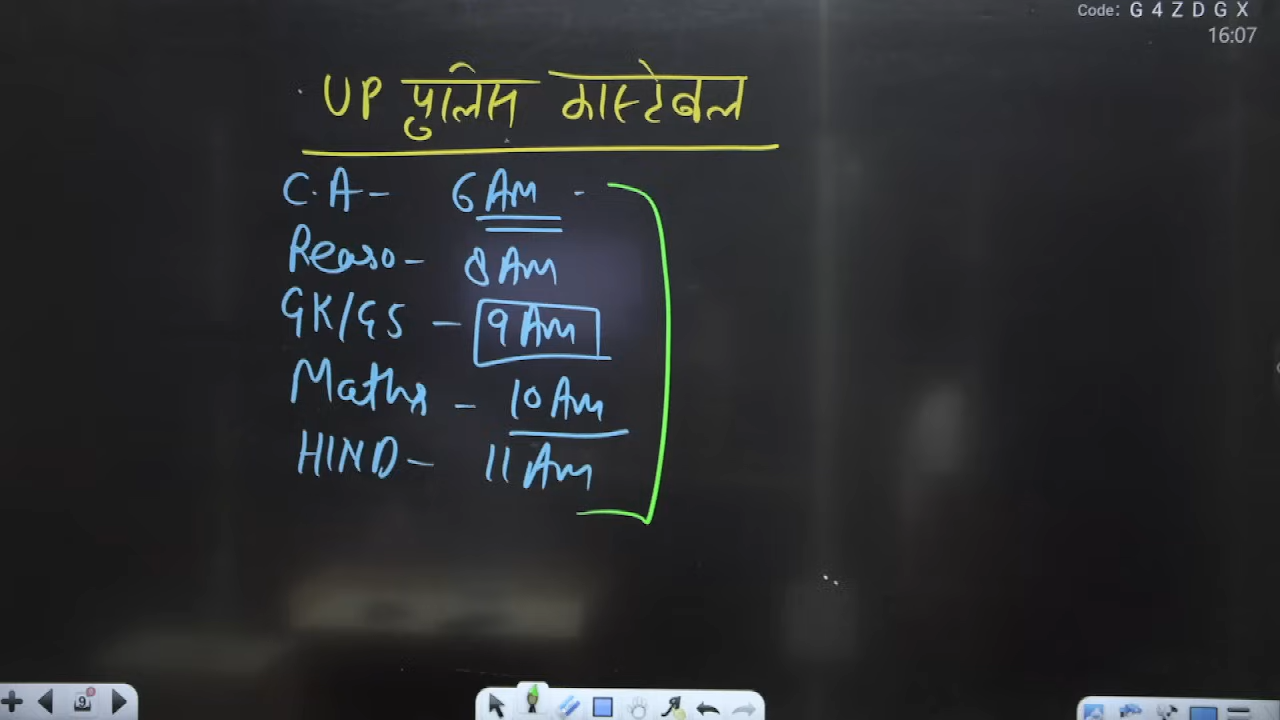 Code: G 4 Z D G X
16:07
UP पुलिस कास्टेबल
C.A- 6 AM -
Reaso - 8 AM
GK/GS - 9 AM
Maths - 10 AM
HIND - 11 AM
9